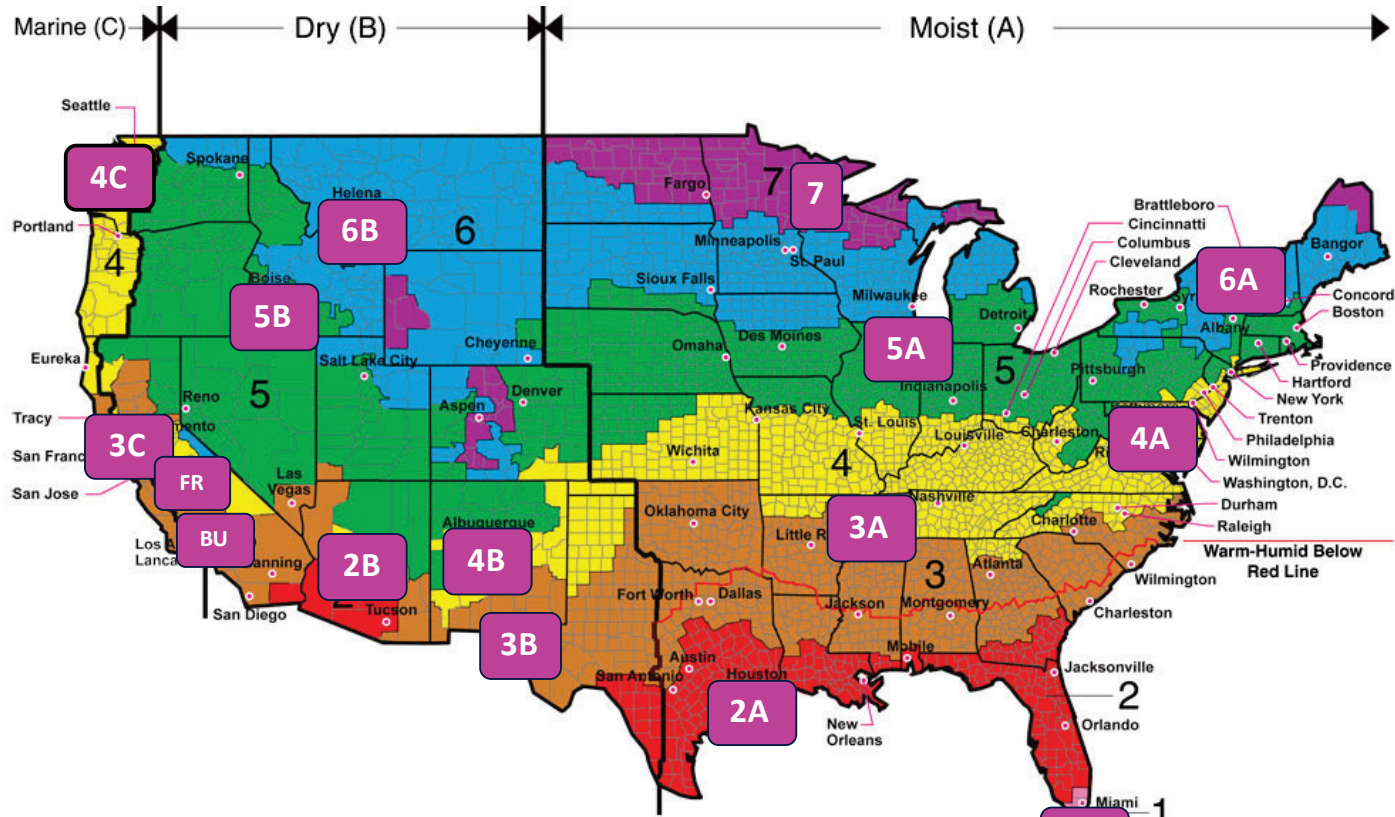 Marine (C)
Dry (B)
Moist (A)
Seattle
4C
Spokane
Portland
4
Helena
6B
6
Fargo
7
7
Minneapolis
St. Paul
Brattleboro
Cincinnatti
Columbus
Cleveland
Bangor
6A
Boise
5B
Sioux Falls
Milwaukee
Rochester
Albany
Concord
Boston
Detroit
Eureka
Salt Lake City
Cheyenne
Omaha
Des Moines
5A
5
Indianapolis
Pittsburgh
Providence
Hartford
New York
Reno
5
Aspen
Denver
Kansas City
St. Louis
Louisville
Charleston
Trenton
Philadelphia
Wilmington
Washington, D.C.
Tracy
3C
San Franc
FR
San Jose
Las
Vegas
Wichita
4
4A
Nashville
Durham
Raleigh
BU
Albuquerque
Oklahoma City
Little R
3A
Charlotte
Warm-Humid Below
Red Line
Los A
Lanca
anning
2B
4B
Fort Worth
Dallas
Jackson
3
Montgomery
Atlanta
Wilmington
Charleston
San Diego
Tucson
3B
Austin
San Antonio
Houston
2A
Mobile
New
Orleans
Jacksonville
2
Orlando
Miami
1